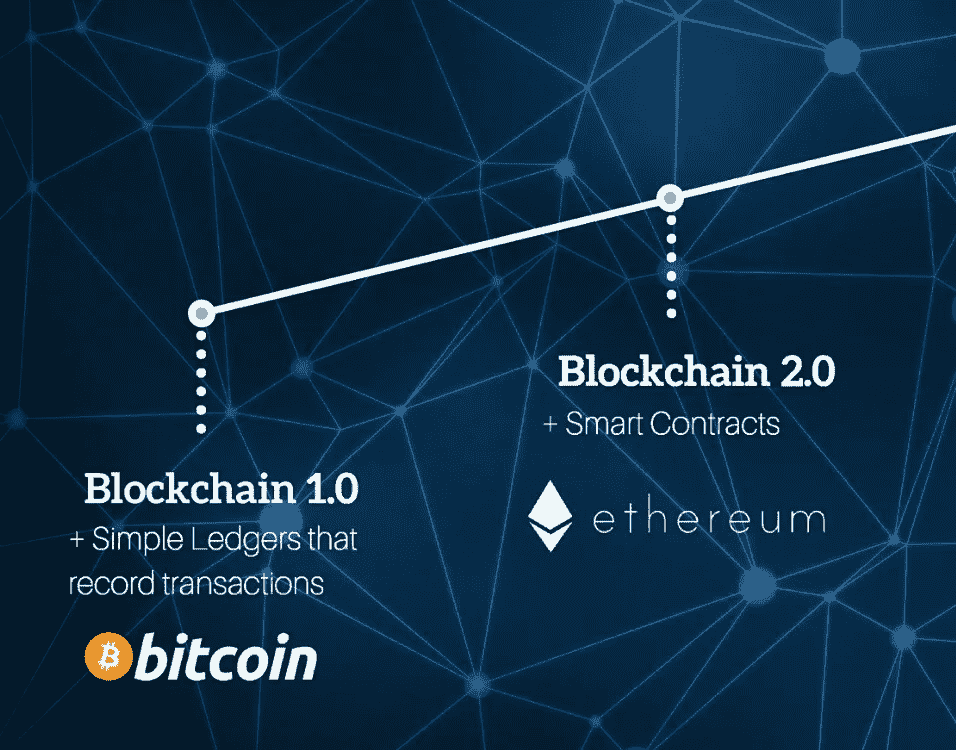 Blockchain 1.0
+ Simple Ledgers that
record transactions
bitcoin
Blockchain 2.0
+ Smart Contracts
ethereum